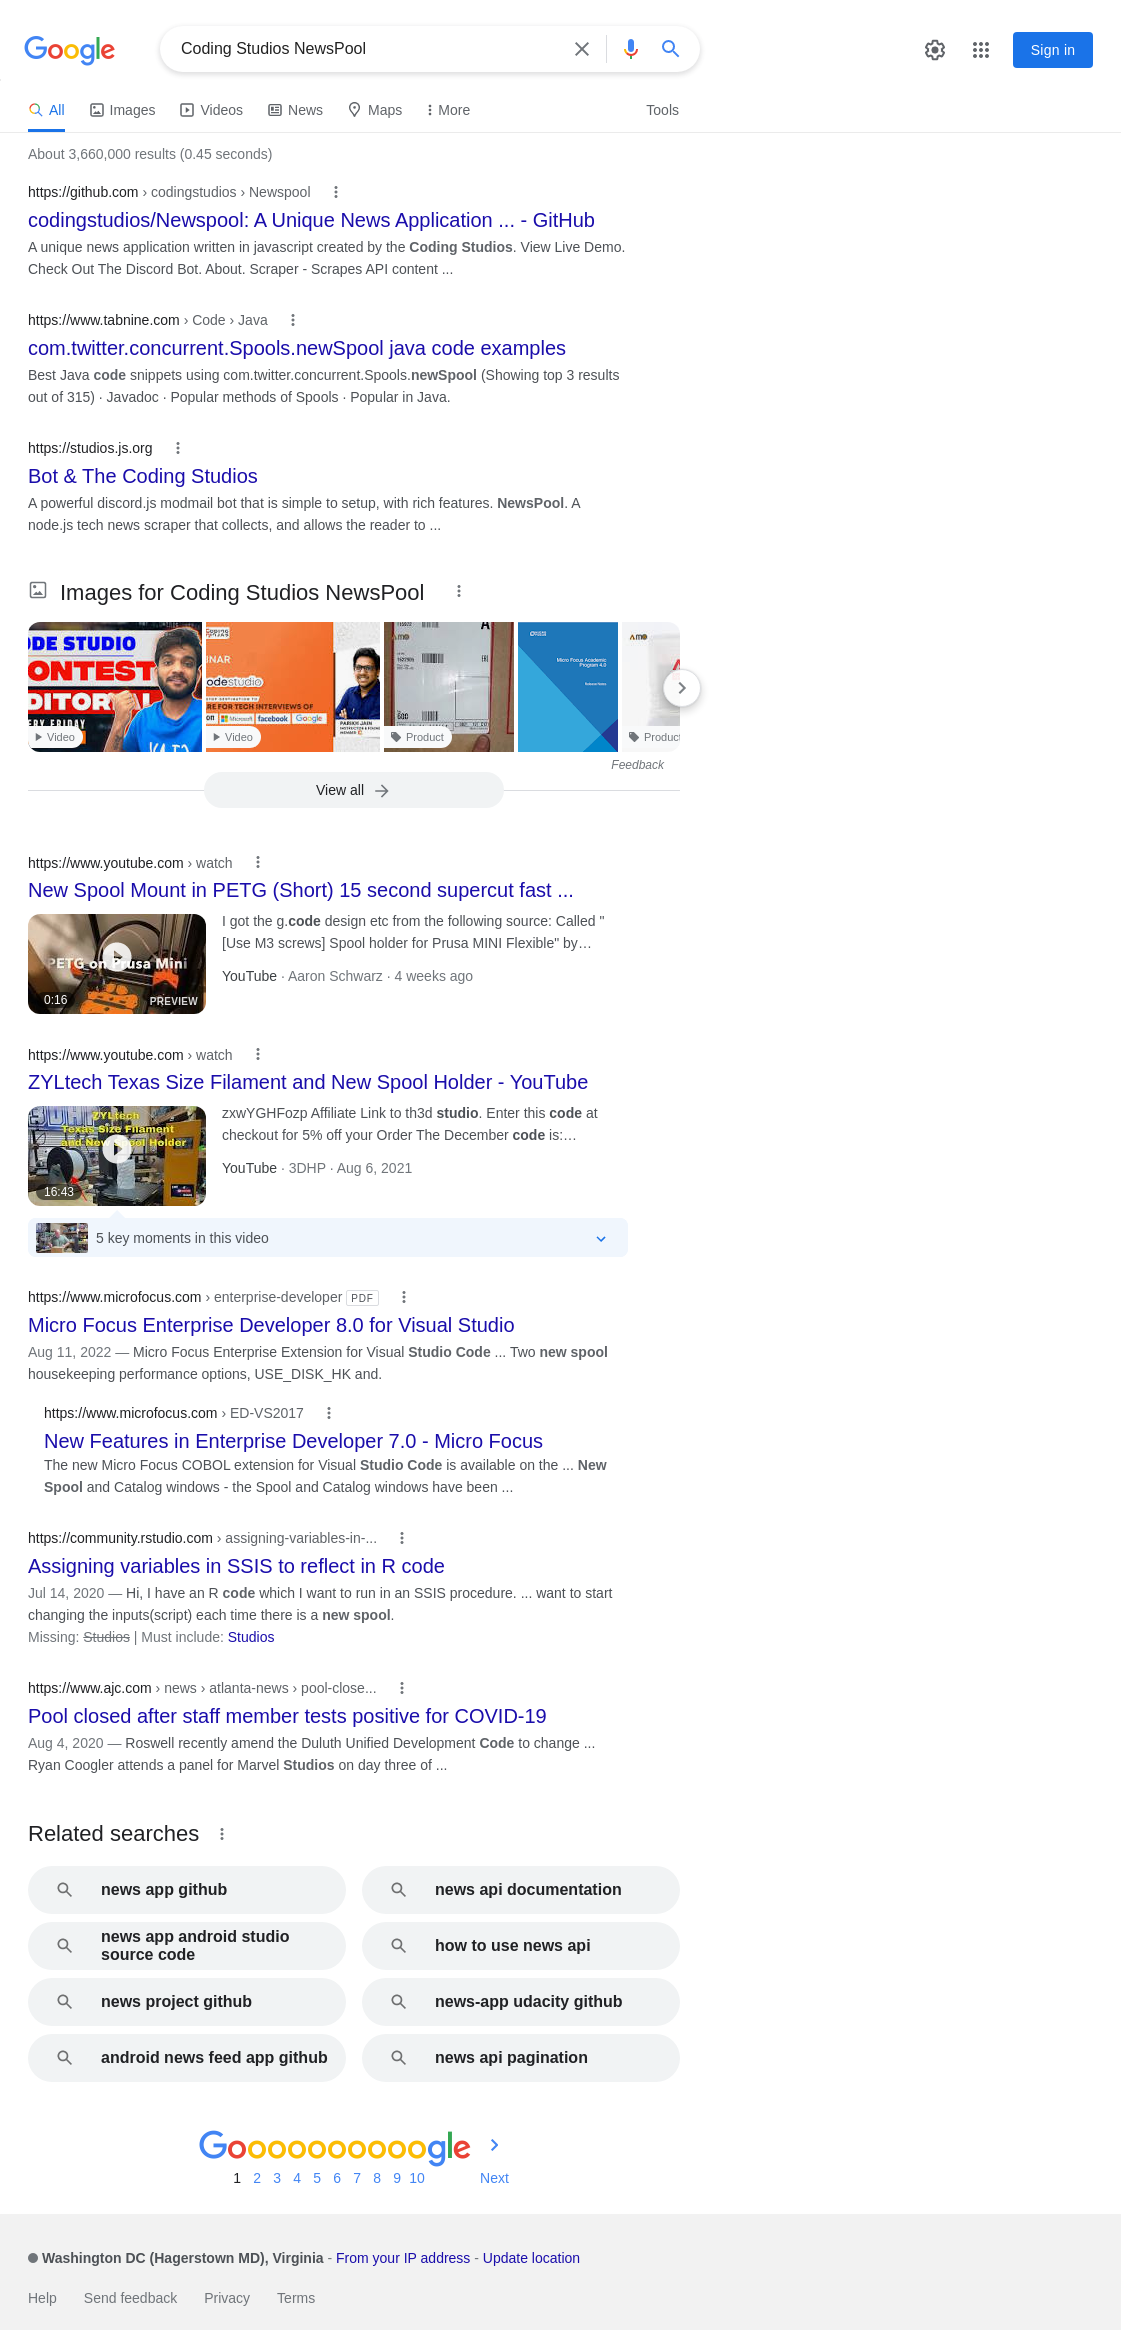 Google
Coding Studios NewsPool
Sign in
All
Images
Videos
News
Maps
More
Tools
About 3,660,000 results (0.45 seconds)
https://github.com › codingstudios › Newspool
codingstudios/Newspool: A Unique News Application ... - GitHub
A unique news application written in javascript created by the Coding Studios. View Live Demo.
Check Out The Discord Bot. About. Scraper - Scrapes API content ...
https://www.tabnine.com › Code › Java
com.twitter.concurrent.Spools.newSpool java code examples
Best Java code snippets using com.twitter.concurrent.Spools.newSpool (Showing top 3 results
out of 315) · Javadoc · Popular methods of Spools · Popular in Java.
https://studios.js.org
Bot & The Coding Studios
A powerful discord.js modmail bot that is simple to setup, with rich features. NewsPool. A
node.js tech news scraper that collects, and allows the reader to ...
Images for Coding Studios NewsPool
ODE STUDIO
ONTEST
EDITORIAL
ERY FRIDAY
Video
INAR
odestudio
RE FOR TECH INTERVIEWS OF
Microsoft
facebook
Google
PARIKH JAIN
Video
Product
Micro Focus Academic
Program 4.0
AMO
Product
Feedback
View all
https://www.youtube.com › watch
New Spool Mount in PETG (Short) 15 second supercut fast ...
PETG on Prusa Mini
0:16
PREVIEW
I got the g.code design etc from the following source: Called "
[Use M3 screws] Spool holder for Prusa MINI Flexible" by…
YouTube · Aaron Schwarz · 4 weeks ago
https://www.youtube.com › watch
ZYLtech Texas Size Filament and New Spool Holder - YouTube
ZYLtech
Texas Size Filament
and New Spool Holder
16:43
zxwYGHFozp Affiliate Link to th3d studio. Enter this code at
checkout for 5% off your Order The December code is:…
YouTube · 3DHP · Aug 6, 2021
5 key moments in this video
https://www.microfocus.com › enterprise-developer PDF
Micro Focus Enterprise Developer 8.0 for Visual Studio
Aug 11, 2022 — Micro Focus Enterprise Extension for Visual Studio Code ... Two new spool
housekeeping performance options, USE_DISK_HK and.
https://www.microfocus.com › ED-VS2017
New Features in Enterprise Developer 7.0 - Micro Focus
The new Micro Focus COBOL extension for Visual Studio Code is available on the ... New
Spool and Catalog windows - the Spool and Catalog windows have been ...
https://community.rstudio.com › assigning-variables-in-...
Assigning variables in SSIS to reflect in R code
Jul 14, 2020 — Hi, I have an R code which I want to run in an SSIS procedure. ... want to start
changing the inputs(script) each time there is a new spool.
Missing: Studios | Must include: Studios
https://www.ajc.com › news › atlanta-news › pool-close...
Pool closed after staff member tests positive for COVID-19
Aug 4, 2020 — Roswell recently amend the Duluth Unified Development Code to change ...
Ryan Coogler attends a panel for Marvel Studios on day three of ...
Related searches
news app github
news api documentation
news app android studio
source code
how to use news api
news project github
news-app udacity github
android news feed app github
news api pagination
Goooooooooogle
1 2 3 4 5 6 7 8 9 10 Next
Washington DC (Hagerstown MD), Virginia - From your IP address - Update location
Help Send feedback Privacy Terms